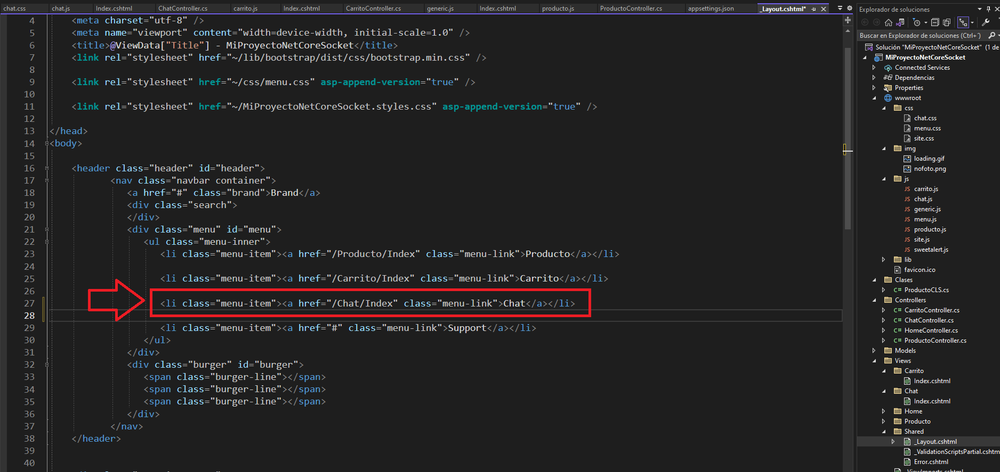 chat.css chat.js Index.cshtml ChatController.cs carrito.js Index.cshtml CarritoController.cs generic.js Index.cshtml producto.js ProductoController.cs appsettings.json _Layout.cshtml*
4 <meta charset="utf-8" />
5 <meta name="viewport" content="width=device-width, initial-scale=1.0" />
6 <title>@ViewData["Title"] - MiProyectoNetCoreSocket</title>
7 <link rel="stylesheet" href="~/lib/bootstrap/dist/css/bootstrap.min.css" />
8
9 <link rel="stylesheet" href="~/css/menu.css" asp-append-version="true" />
10
11 <link rel="stylesheet" href="~/MiProyectoNetCoreSocket.styles.css" asp-append-version="true" />
12
13 </head>
14 <body>
15
16 <header class="header" id="header">
17 <nav class="navbar container">
18 <a href="#" class="brand">Brand</a>
19 <div class="search">
20 </div>
21 <div class="menu" id="menu">
22 <ul class="menu-inner">
23 <li class="menu-item"><a href="/Producto/Index" class="menu-link">Producto</a></li>
24
25 <li class="menu-item"><a href="/Carrito/Index" class="menu-link">Carrito</a></li>
26
27 <li class="menu-item"><a href="/Chat/Index" class="menu-link">Chat</a></li>
28
29 <li class="menu-item"><a href="#" class="menu-link">Support</a></li>
30 </ul>
31 </div>
32 <div class="burger" id="burger">
33 <span class="burger-line"></span>
34 <span class="burger-line"></span>
35 <span class="burger-line"></span>
36 </div>
37 </nav>
38 </header>
39
40
Explorador de soluciones
Buscar en Explorador de soluciones (Ctrl+´)
Solución "MiProyectoNetCoreSocket" (1 de
MiProyectoNetCoreSocket
Connected Services
Dependencias
Properties
wwwroot
css
chat.css
menu.css
site.css
img
loading.gif
nofoto.png
js
JS carrito.js
JS chat.js
JS generic.js
JS menu.js
JS producto.js
JS site.js
JS sweetalert.js
lib
favicon.ico
Clases
C# ProductoCLS.cs
Controllers
C# CarritoController.cs
C# ChatController.cs
C# HomeController.cs
C# ProductoController.cs
Models
Views
Carrito
Index.cshtml
Chat
Index.cshtml
Home
Producto
Shared
_Layout.cshtml
_ValidationScriptsPartial.cshtm
Error.cshtml
_ViewImports.cshtml